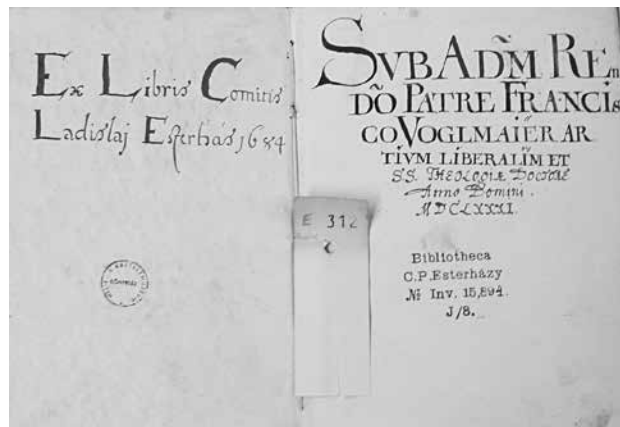 Ex Libris Comitis
Ladislaj Esterhás 1684
SVB ADM̃ RE
DÕ PATRE FRANCIS
CO VOGLMAIER AR
TIVM LIBERALIM ET
SS. THEOLOGIÆ DOCTORE
Anno Domini.
MDCLXXXI.
E 312
Bibliotheca
C.P.Esterházy
№ Inv. 15,894.
J/8.